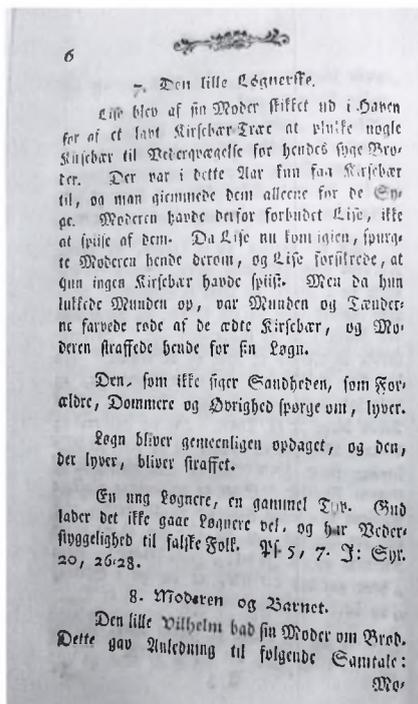 6
7. Den lille Løgnerske.
Lise blev af sin Moder skikket ud i Haven
for af et lavt Kirsebær-Træe at plukke nogle
Kirsebær til Vederqvægelse for hendes syge Bro-
der. Der var i dette Aar kun faa Kirsebær
til, og man giemmede dem alleene for de Sy-
ge. Moderen havde derfor forbudet Lise, ikke
at spiise af dem. Da Lise nu kom igien, spurg-
te Moderen hende derom, og Lise forsikrede, at
hun ingen Kirsebær havde spiist. Men da hun
lukkede Munden op, var Munden og Tænder-
ne farvede røde af de ædte Kirsebær, og Mo-
deren straffede hende for sin Løgn.
Den, som ikke siger Sandheden, som For-
ældre, Dommere og Øvrighed spørge om, lyver.
Løgn bliver gemeenligen opdaget, og den,
der lyver, bliver straffet.
En ung Løgnere, en gammel Tyv. Gud
lader det ikke gaae Løgnere vel, og har Veder-
styggelighed til falske Folk. Ps. 5, 7. J: Syr.
20, 26-28.
8. Moderen og Barnet.
Den lille Vilhelm bad sin Moder om Brød.
Dette gav Anledning til følgende Samtale:
Mo-